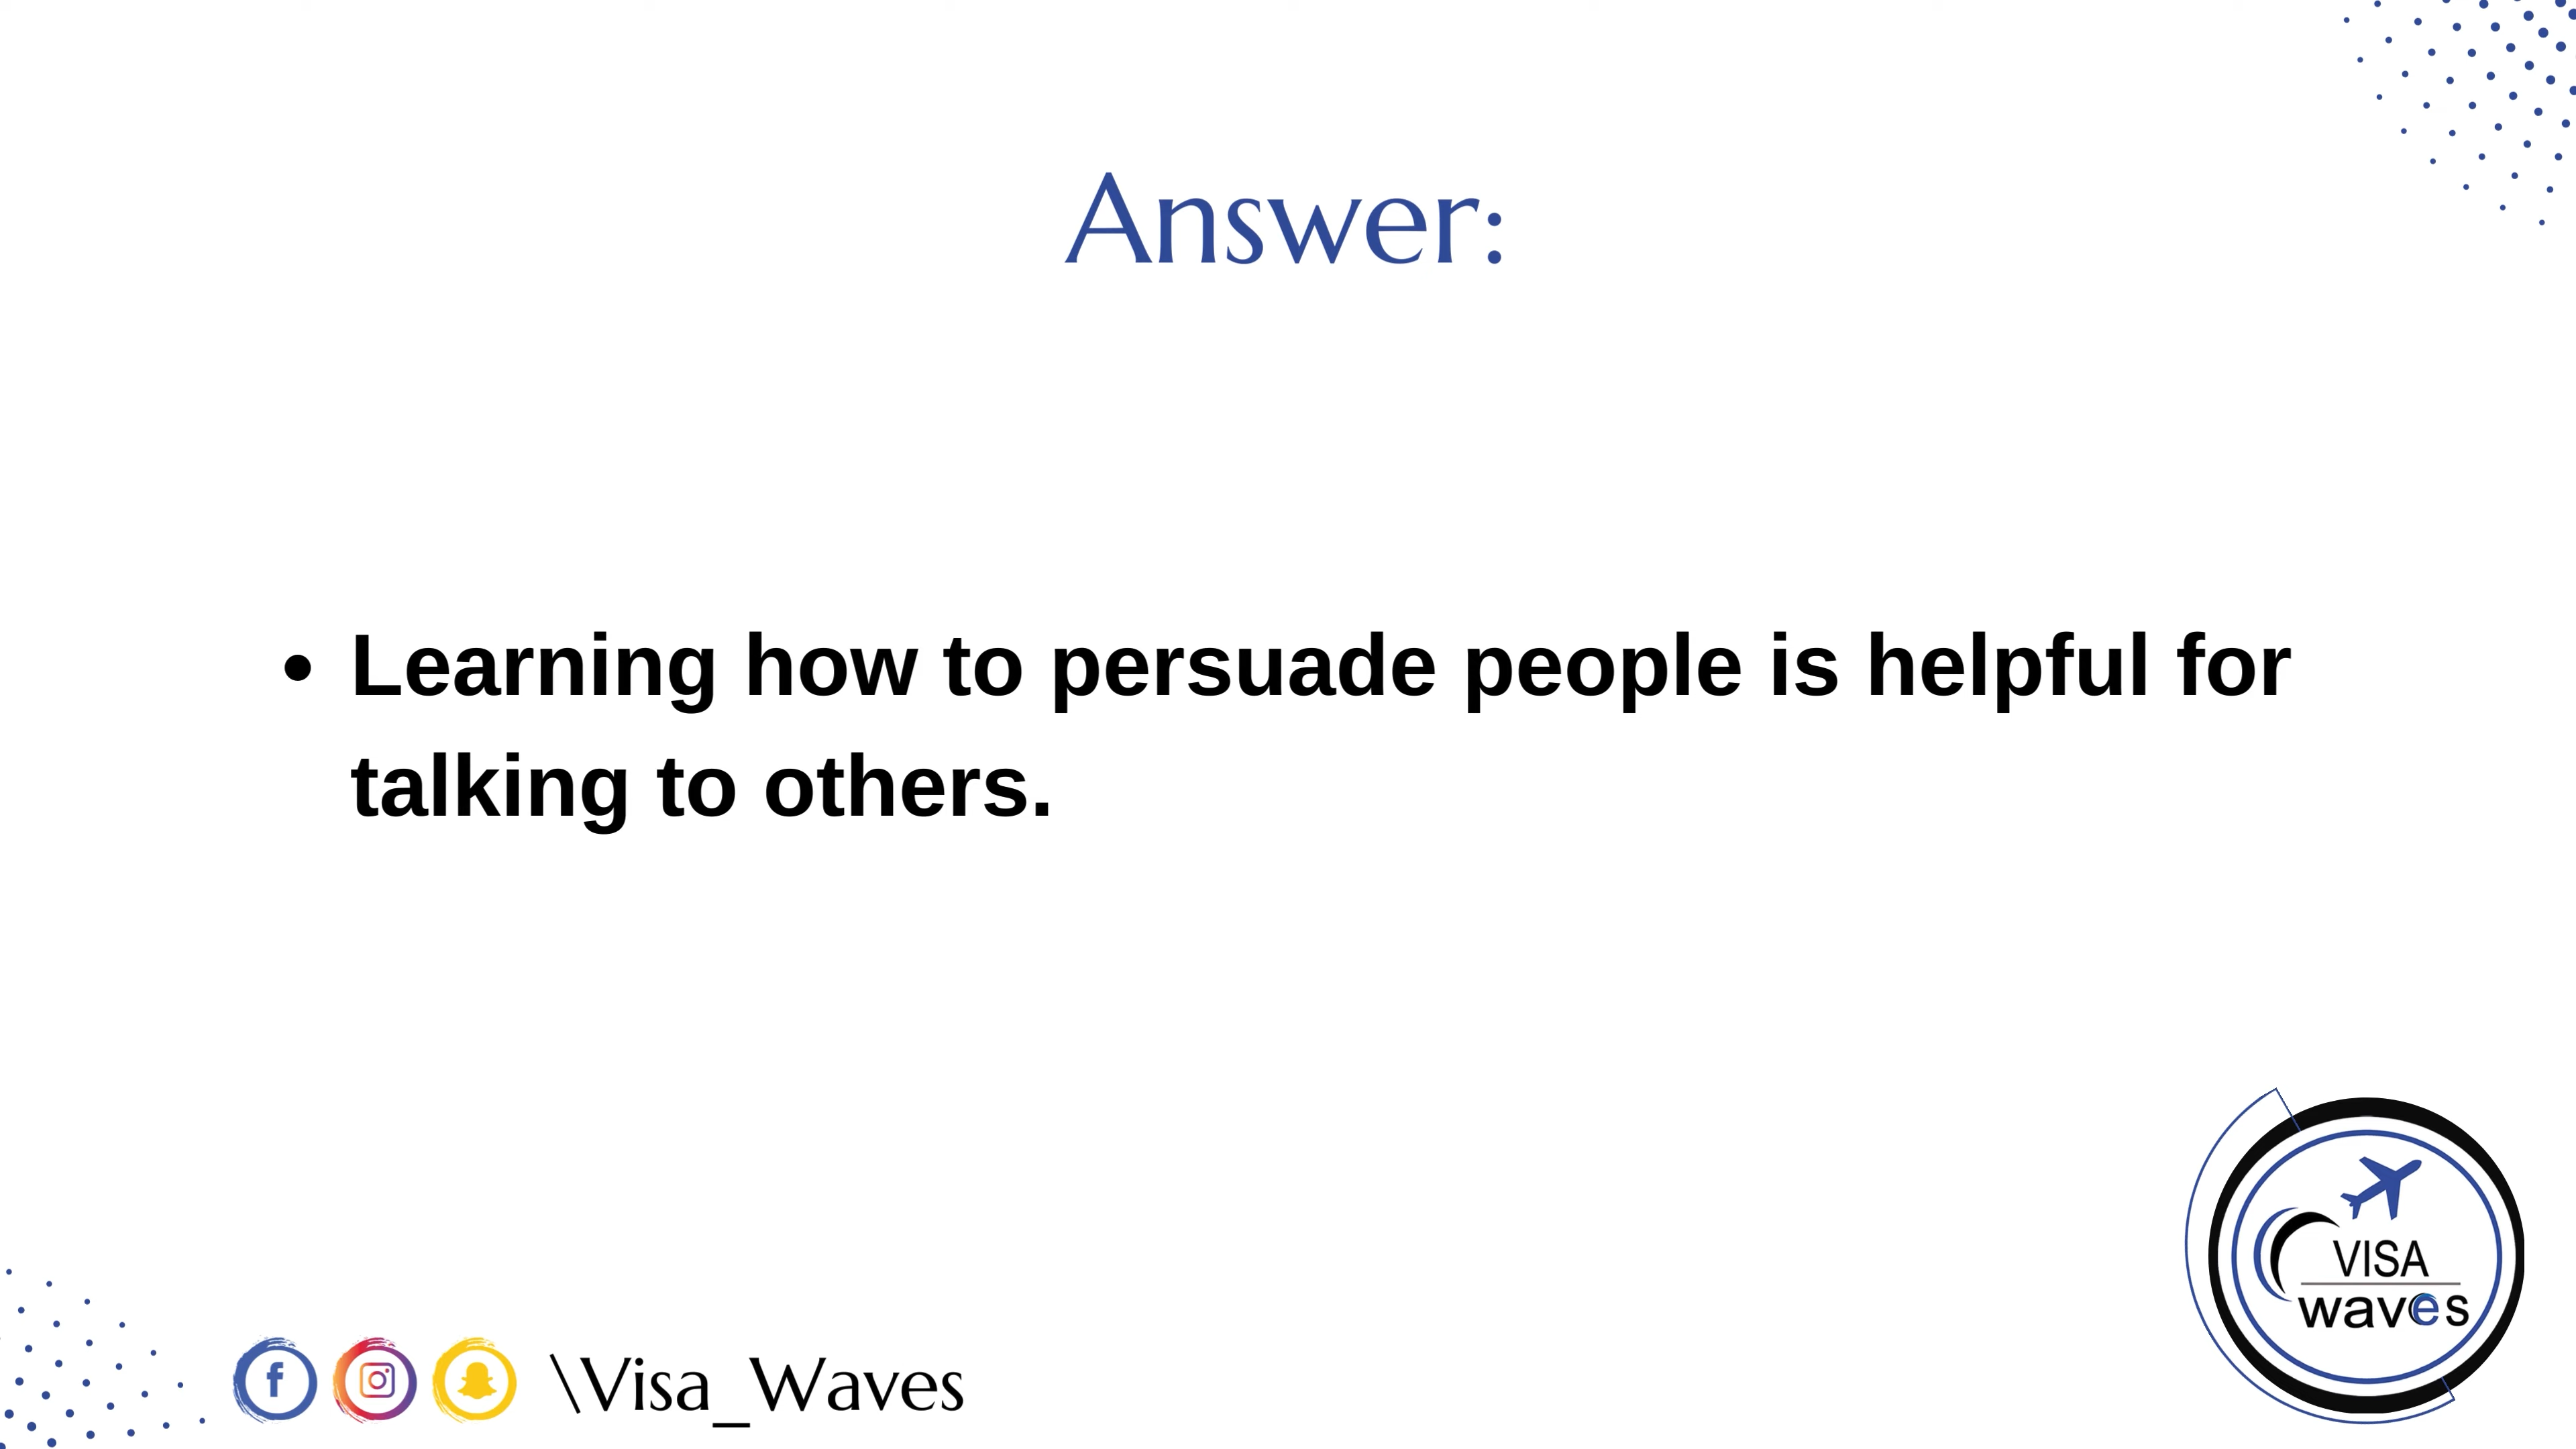 Answer:
• Learning how to persuade people is helpful for
talking to others.
VISA
waves
\Visa_Waves